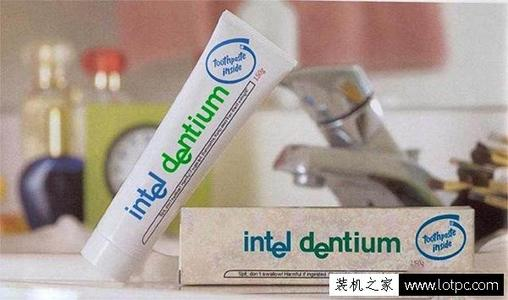 Toothpaste
inside
150g
intel dentium
intel dentium
Toothpaste
inside
150g
Spit, don't swallow! Harmful if ingested
装机之家
www.lotpc.com